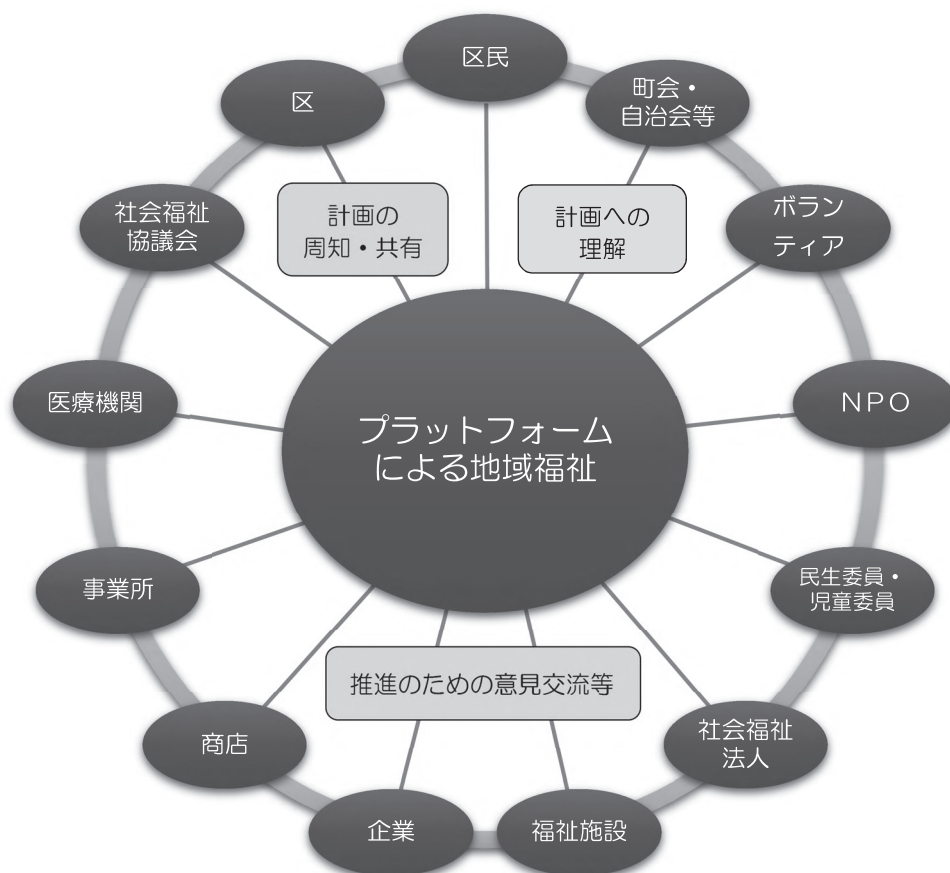 区民
区
町会・
自治会等
社会福祉
協議会
計画の
周知・共有
計画への
理解
ボラン
ティア
医療機関
プラットフォーム
による地域福祉
NPO
事業所
民生委員・
児童委員
推進のための意見交流等
商店
社会福祉
法人
企業
福祉施設